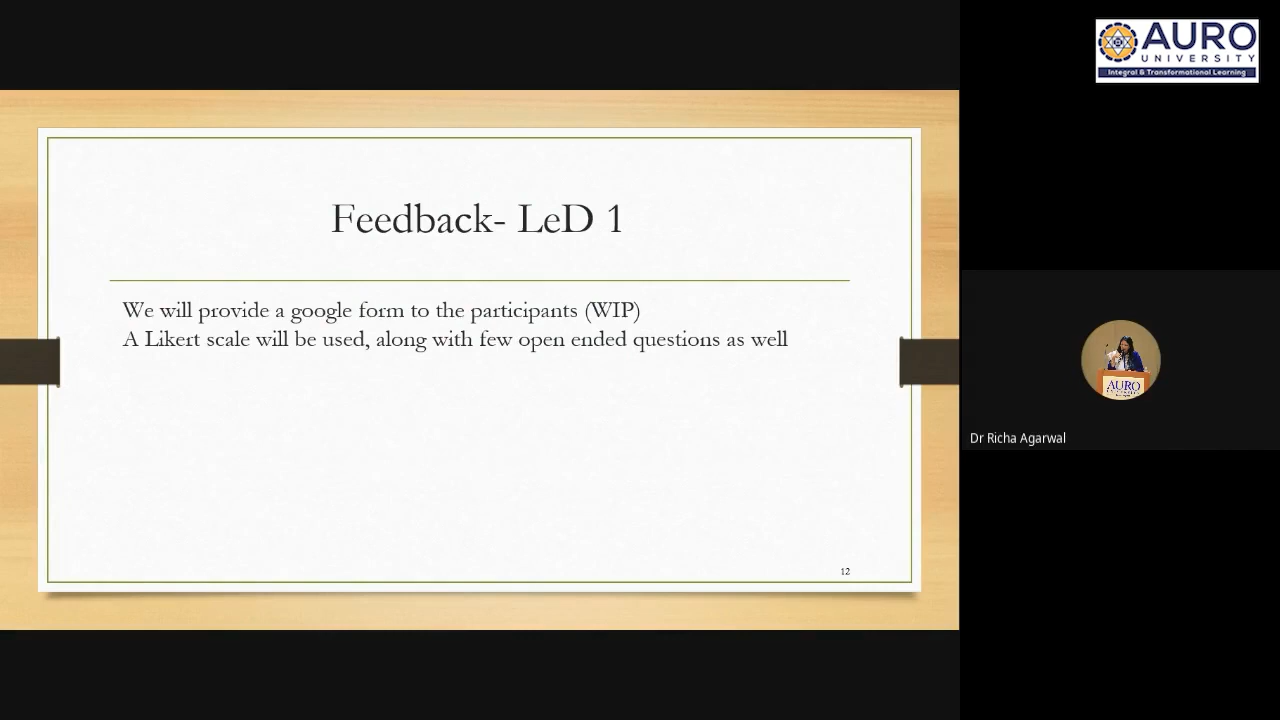 AURO
UNIVERSITY
Integral & Transformational Learning
Feedback- LeD 1
We will provide a google form to the participants (WIP)
A Likert scale will be used, along with few open ended questions as well
12
AURO
Dr Richa Agarwal